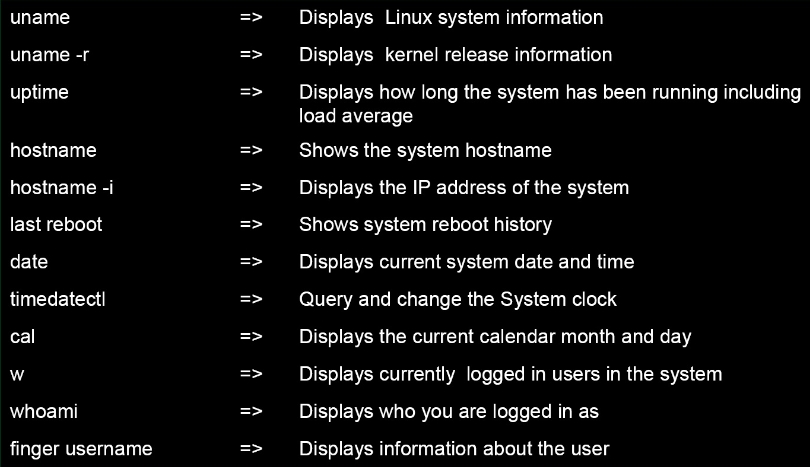 uname => Displays  Linux system information
uname -r => Displays  kernel release information
uptime => Displays how long the system has been running including
load average
hostname => Shows the system hostname
hostname -i => Displays the IP address of the system
last reboot => Shows system reboot history
date => Displays current system date and time
timedatectl => Query and change the System clock
cal => Displays the current calendar month and day
w => Displays currently  logged in users in the system
whoami => Displays who you are logged in as
finger username => Displays information about the user